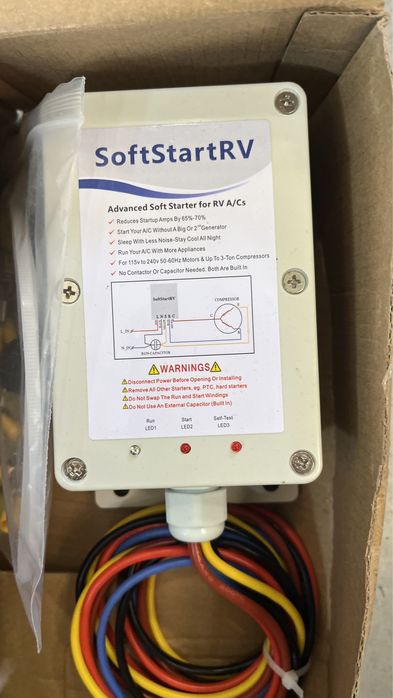 SoftStartRV
Advanced Soft Starter for RV A/Cs
✓ Reduces Startup Amps By 65%-70%
✓ Start Your A/C Without A Big Or 2nd Generator
✓ Sleep With Less Noise-Stay Cool All Night
✓ Run Your A/C With More Appliances
✓ For 115v to 240v 50-60Hz Motors & Up To 3-Ton Compressors
✓ No Contactor Or Capacitor Needed. Both Are Built In
SoftStartRV
COMPRESSOR
L N S R C
C
L_IN
N_IN
RUN-CAPACITOR
WARNINGS
Disconnect Power Before Opening Or Installing
Remove All Other Starters, eg. PTC, hard starters
Do Not Swap The Run and Start Windings
Do Not Use An External Capacitor (Built In)
Run Start Self-Test
LED1 LED2 LED3